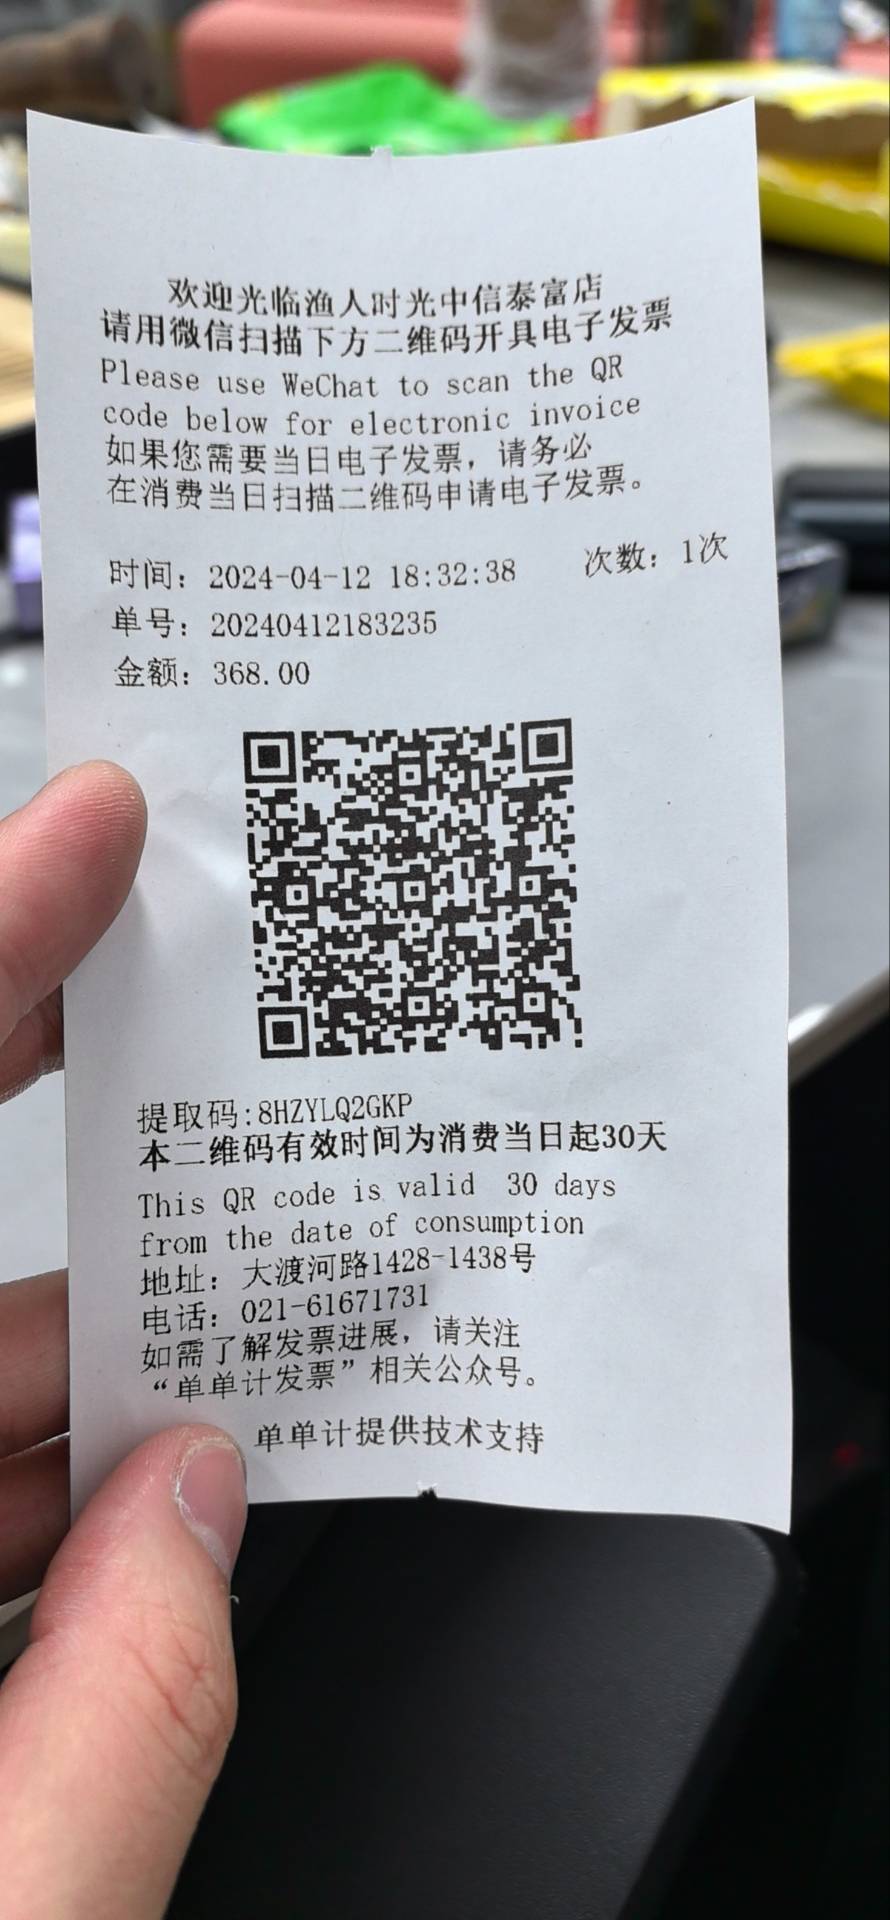 欢迎光临渔人时光中信泰富店
请用微信扫描下方二维码开具电子发票
Please use WeChat to scan the QR
code below for electronic invoice
如果您需要当日电子发票，请务必
在消费当日扫描二维码申请电子发票。
时间：2024-04-12 18:32:38 次数：1次
单号：20240412183235
金额：368.00
提取码:8HZYLQ2GKP
本二维码有效时间为消费当日起30天
This QR code is valid 30 days
from the date of consumption
地址：大渡河路1428-1438号
电话：021-61671731
如需了解发票进展，请关注
“单单计发票”相关公众号。
单单计提供技术支持